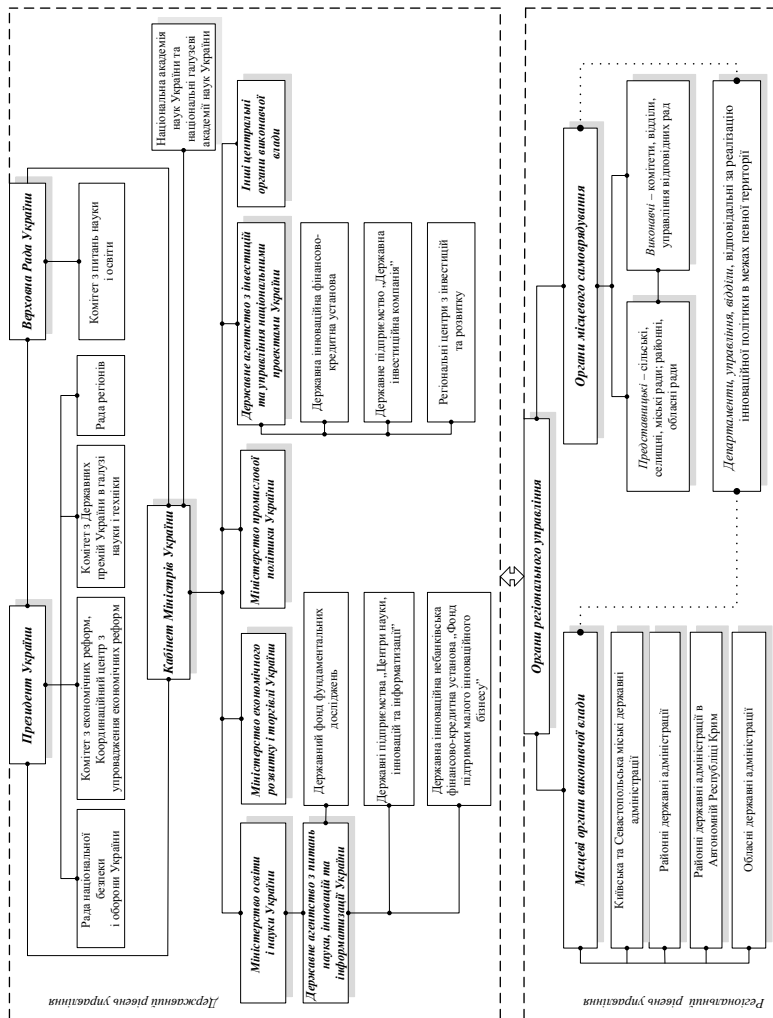 Державний рівень управління
Президент України
Верховна Рада України
Рада національної
безпеки
і оборони України
Комітет з економічних реформ,
Координаційний центр з
упровадження економічних реформ
Комітет з Державних
премій України в галузі
науки і техніки
Рада регіонів
Комітет з питань науки
і освіти
Кабінет Міністрів України
Національна академія
наук України та
національні галузеві
академії наук України
Міністерство освіти
і науки України
Міністерство економічного
розвитку і торгівлі України
Міністерство промислової
політики України
Державне агентство з інвестицій
та управління національними
проектами України
Інші центральні
органи виконавчої
влади
Державне агентство з питань
науки, інновацій та
інформатизації України
Державний фонд фундаментальних
досліджень
Державні підприємства „Центри науки,
інновацій та інформатизації”
Державна інноваційна небанківська
фінансово-кредитна установа „Фонд
підтримки малого інноваційного
бізнесу”
Державна інноваційна фінансово-
кредитна установа
Державне підприємство „Державна
інвестиційна компанія”
Регіональні центри з інвестицій
та розвитку
Регіональний рівень управління
Органи регіонального управління
Місцеві органи виконавчої влади
Київська та Севастопольська міські державні
адміністрації
Районні державні адміністрації
Районні державні адміністрації в
Автономній Республіці Крим
Обласні державні адміністрації
Органи місцевого самоврядування
Представницькі – сільські,
селищні, міські ради; районні,
обласні ради
Виконавчі – комітети, відділи,
управління відповідних рад
Департаменти, управління, відділи, відповідальні за реалізацію
інноваційної політики в межах певної території